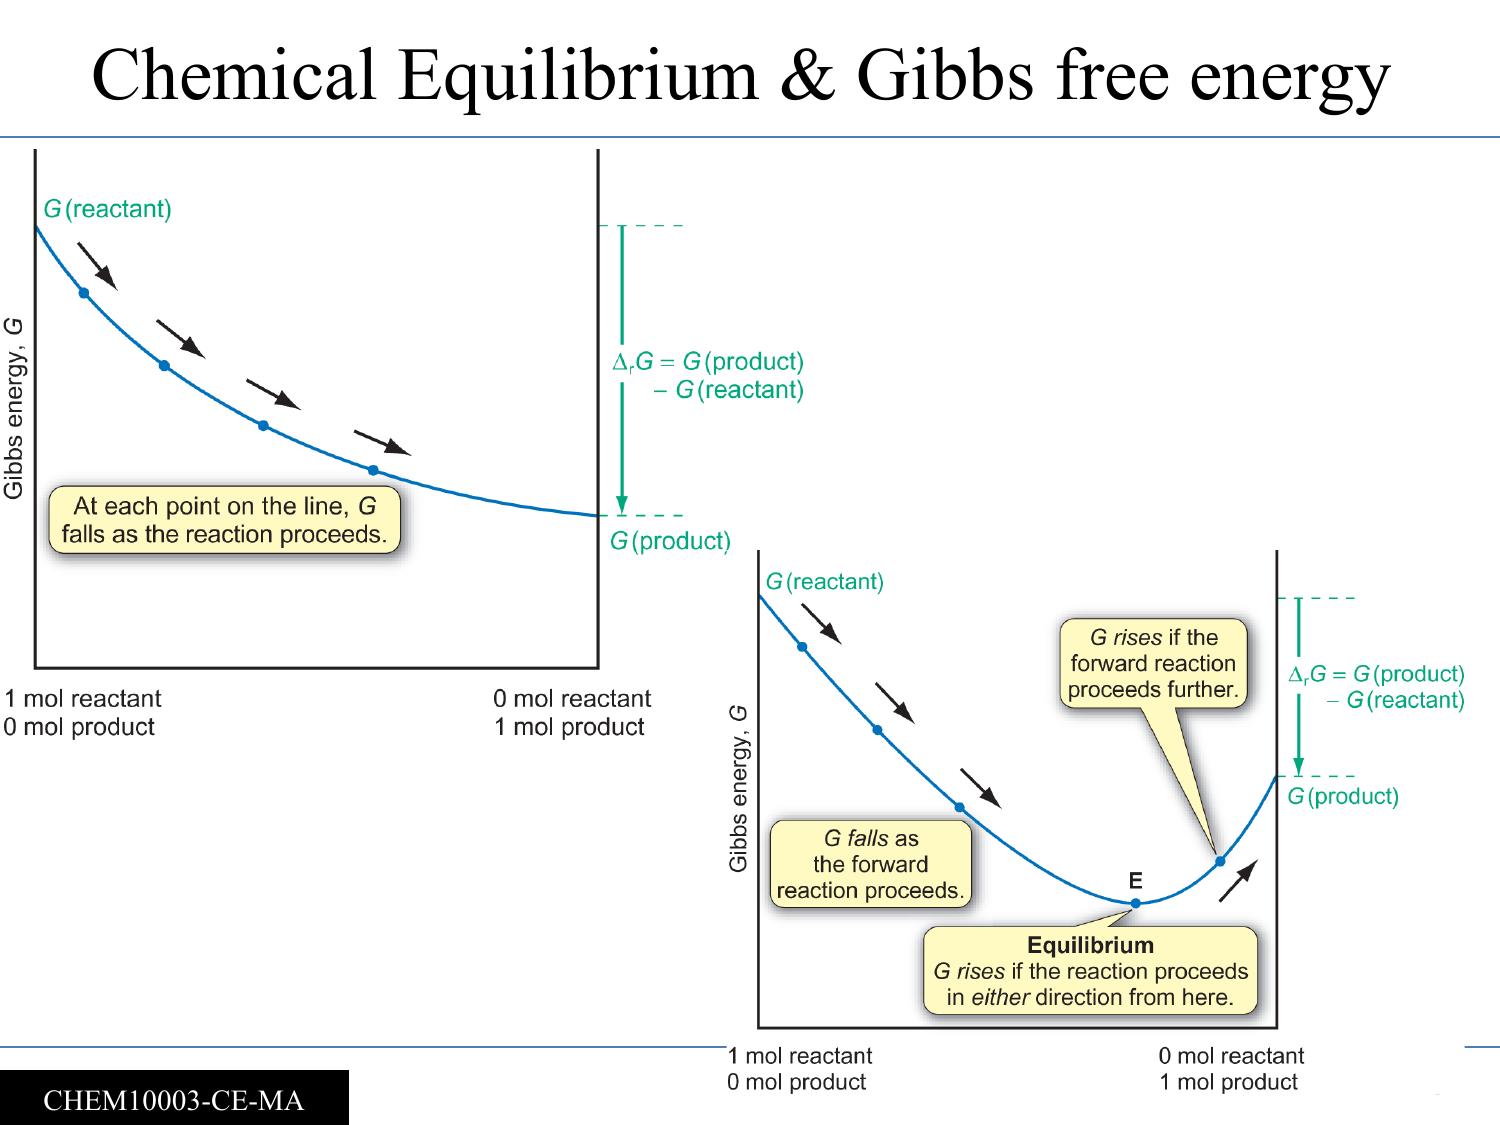 Chemical Equilibrium & Gibbs free energy
G(reactant)
Gibbs energy, G
ΔrG = G(product)
– G(reactant)
At each point on the line, G
falls as the reaction proceeds.
G(product)
1 mol reactant
0 mol product
0 mol reactant
1 mol product
G(reactant)
G rises if the
forward reaction
proceeds further.
ΔrG = G(product)
– G(reactant)
Gibbs energy, G
G(product)
G falls as
the forward
reaction proceeds.
E
Equilibrium
G rises if the reaction proceeds
in either direction from here.
1 mol reactant
0 mol product
0 mol reactant
1 mol product
CHEM10003-CE-MA